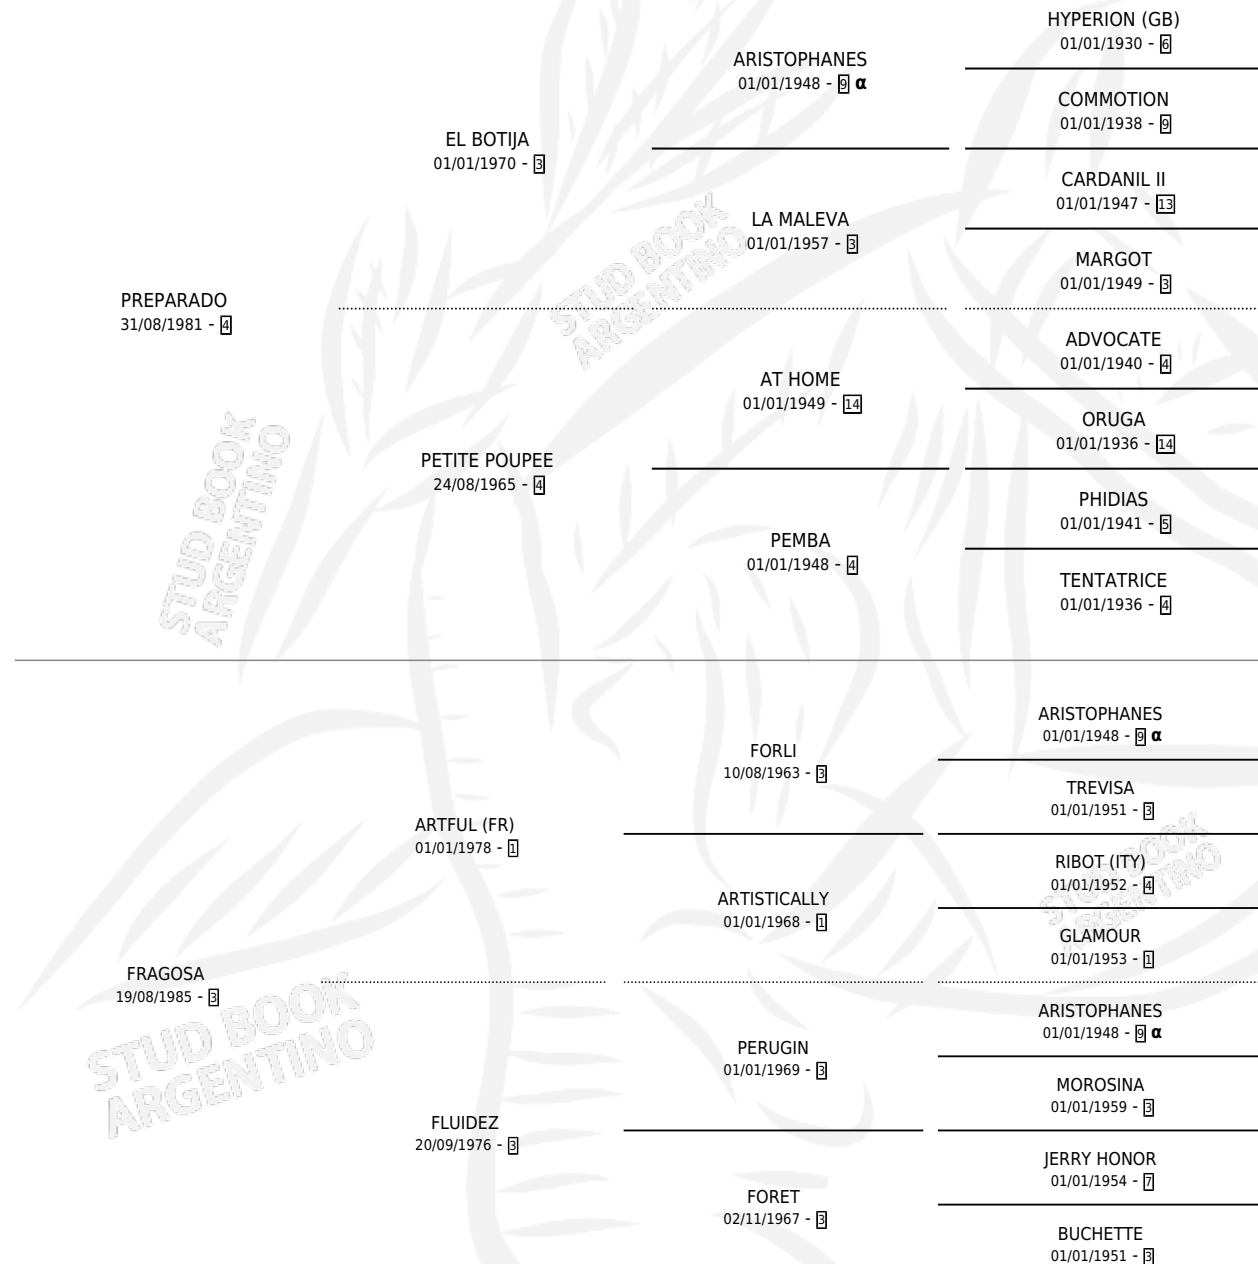 HYPERION (GB)
01/01/1930 - 6
ARISTOPHANES
01/01/1948 - 9 α
COMMOTION
01/01/1938 - 9
EL BOTIJA
01/01/1970 - 3
CARDANIL II
01/01/1947 - 13
LA MALEVA
01/01/1957 - 3
MARGOT
01/01/1949 - 3
PREPARADO
31/08/1981 - 4
STUD BOOK
ARGENTINO
ADVOCATE
01/01/1940 - 4
AT HOME
01/01/1949 - 14
ORUGA
01/01/1936 - 14
PETITE POUPEE
24/08/1965 - 4
STUD BOOK
ARGENTINO
PHIDIAS
01/01/1941 - 5
PEMBA
01/01/1948 - 4
TENTATRICE
01/01/1936 - 4
ARISTOPHANES
01/01/1948 - 9 α
FORLI
10/08/1963 - 3
TREVISA
01/01/1951 - 3
ARTFUL (FR)
01/01/1978 - 1
RIBOT (ITY)
01/01/1952 - 4
STUD BOOK
ARGENTINO
ARTISTICALLY
01/01/1968 - 1
GLAMOUR
01/01/1953 - 1
FRAGOSA
19/08/1985 - 3
STUD BOOK
ARGENTINO
ARISTOPHANES
01/01/1948 - 9 α
PERUGIN
01/01/1969 - 3
MOROSINA
01/01/1959 - 3
FLUIDEZ
20/09/1976 - 3
JERRY HONOR
01/01/1954 - 7
FORET
02/11/1967 - 3
BUCHETTE
01/01/1951 - 3